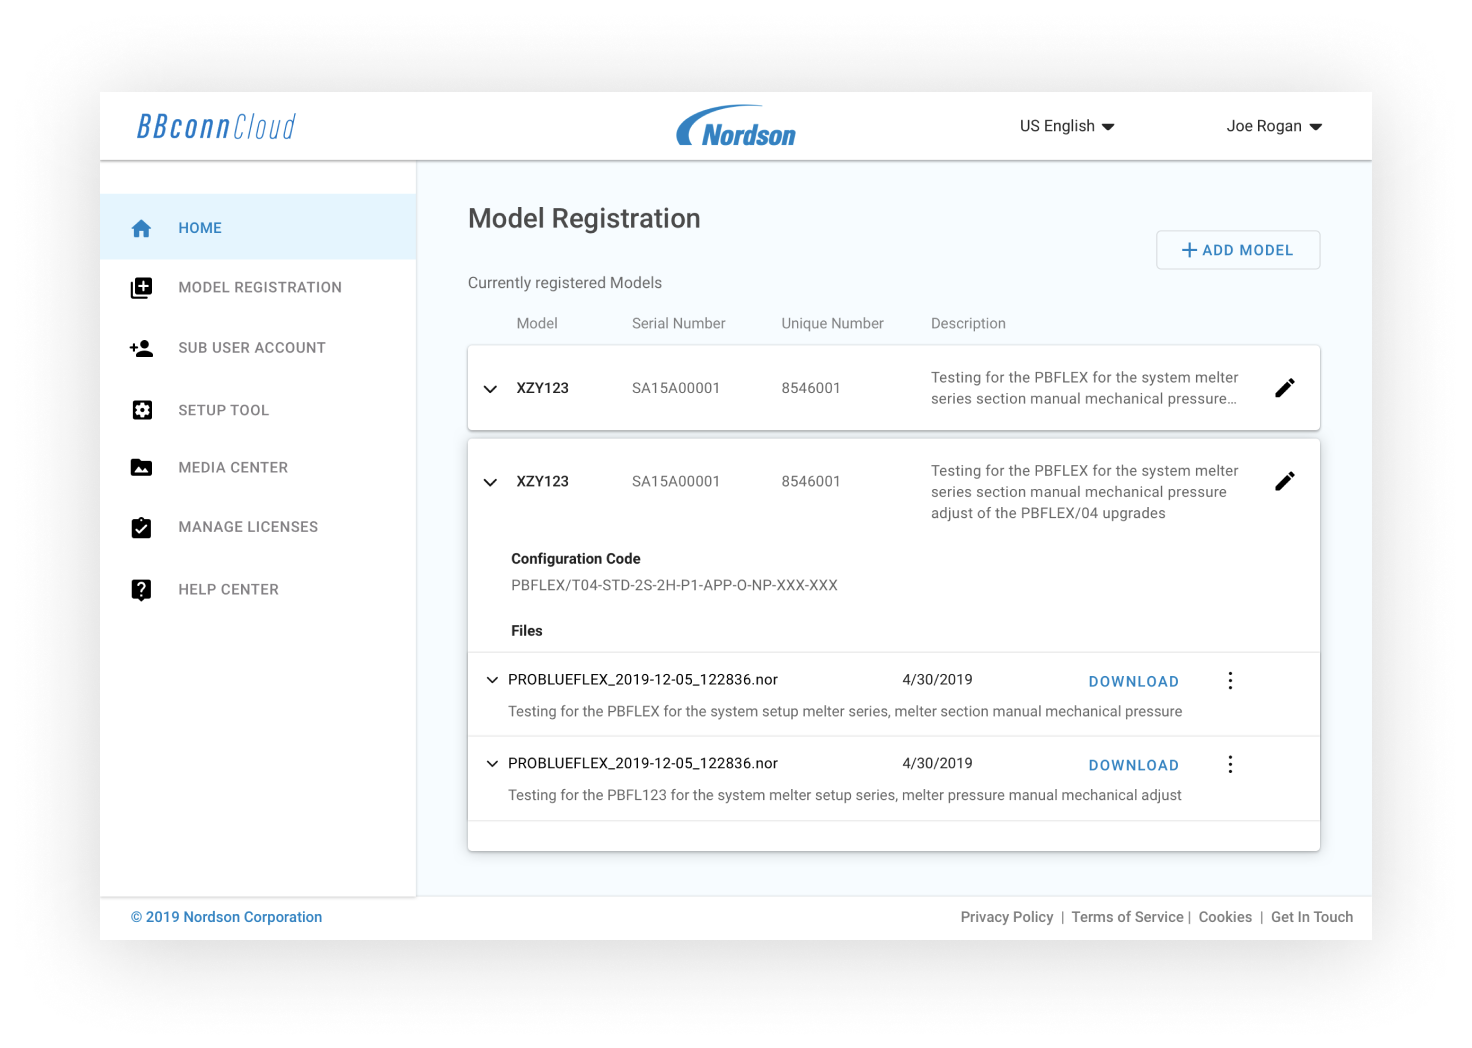 BBconnCloud
Nordson
US English
Joe Rogan
HOME
MODEL REGISTRATION
SUB USER ACCOUNT
SETUP TOOL
MEDIA CENTER
MANAGE LICENSES
HELP CENTER
Model Registration
+ ADD MODEL
Currently registered Models
Model Serial Number Unique Number Description
XZY123 SA15A00001 8546001 Testing for the PBFLEX for the system melter
series section manual mechanical pressure...
XZY123 SA15A00001 8546001 Testing for the PBFLEX for the system melter
series section manual mechanical pressure
adjust of the PBFLEX/04 upgrades
Configuration Code
PBFLEX/T04-STD-2S-2H-P1-APP-O-NP-XXX-XXX
Files
PROBLUEFLEX_2019-12-05_122836.nor 4/30/2019 DOWNLOAD
Testing for the PBFLEX for the system setup melter series, melter section manual mechanical pressure
PROBLUEFLEX_2019-12-05_122836.nor 4/30/2019 DOWNLOAD
Testing for the PBFL123 for the system melter setup series, melter pressure manual mechanical adjust
© 2019 Nordson Corporation
Privacy Policy | Terms of Service | Cookies | Get In Touch